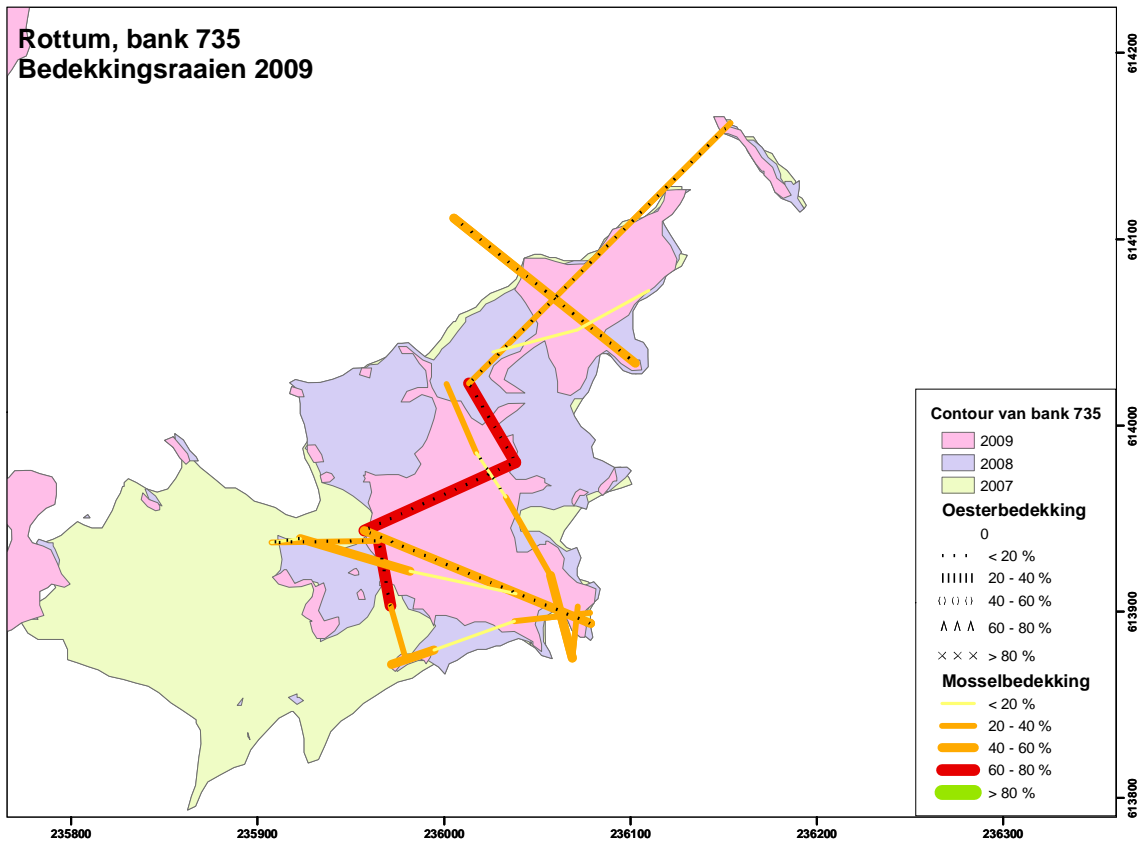 Rottum, bank 735
Bedekkingsraaien 2009
614200
614100
614000
613900
613800
Contour van bank 735
2009
2008
2007
Oesterbedekking
0
< 20 %
20 - 40 %
40 - 60 %
60 - 80 %
> 80 %
Mosselbedekking
< 20 %
20 - 40 %
40 - 60 %
60 - 80 %
> 80 %
235800
235900
236000
236100
236200
236300